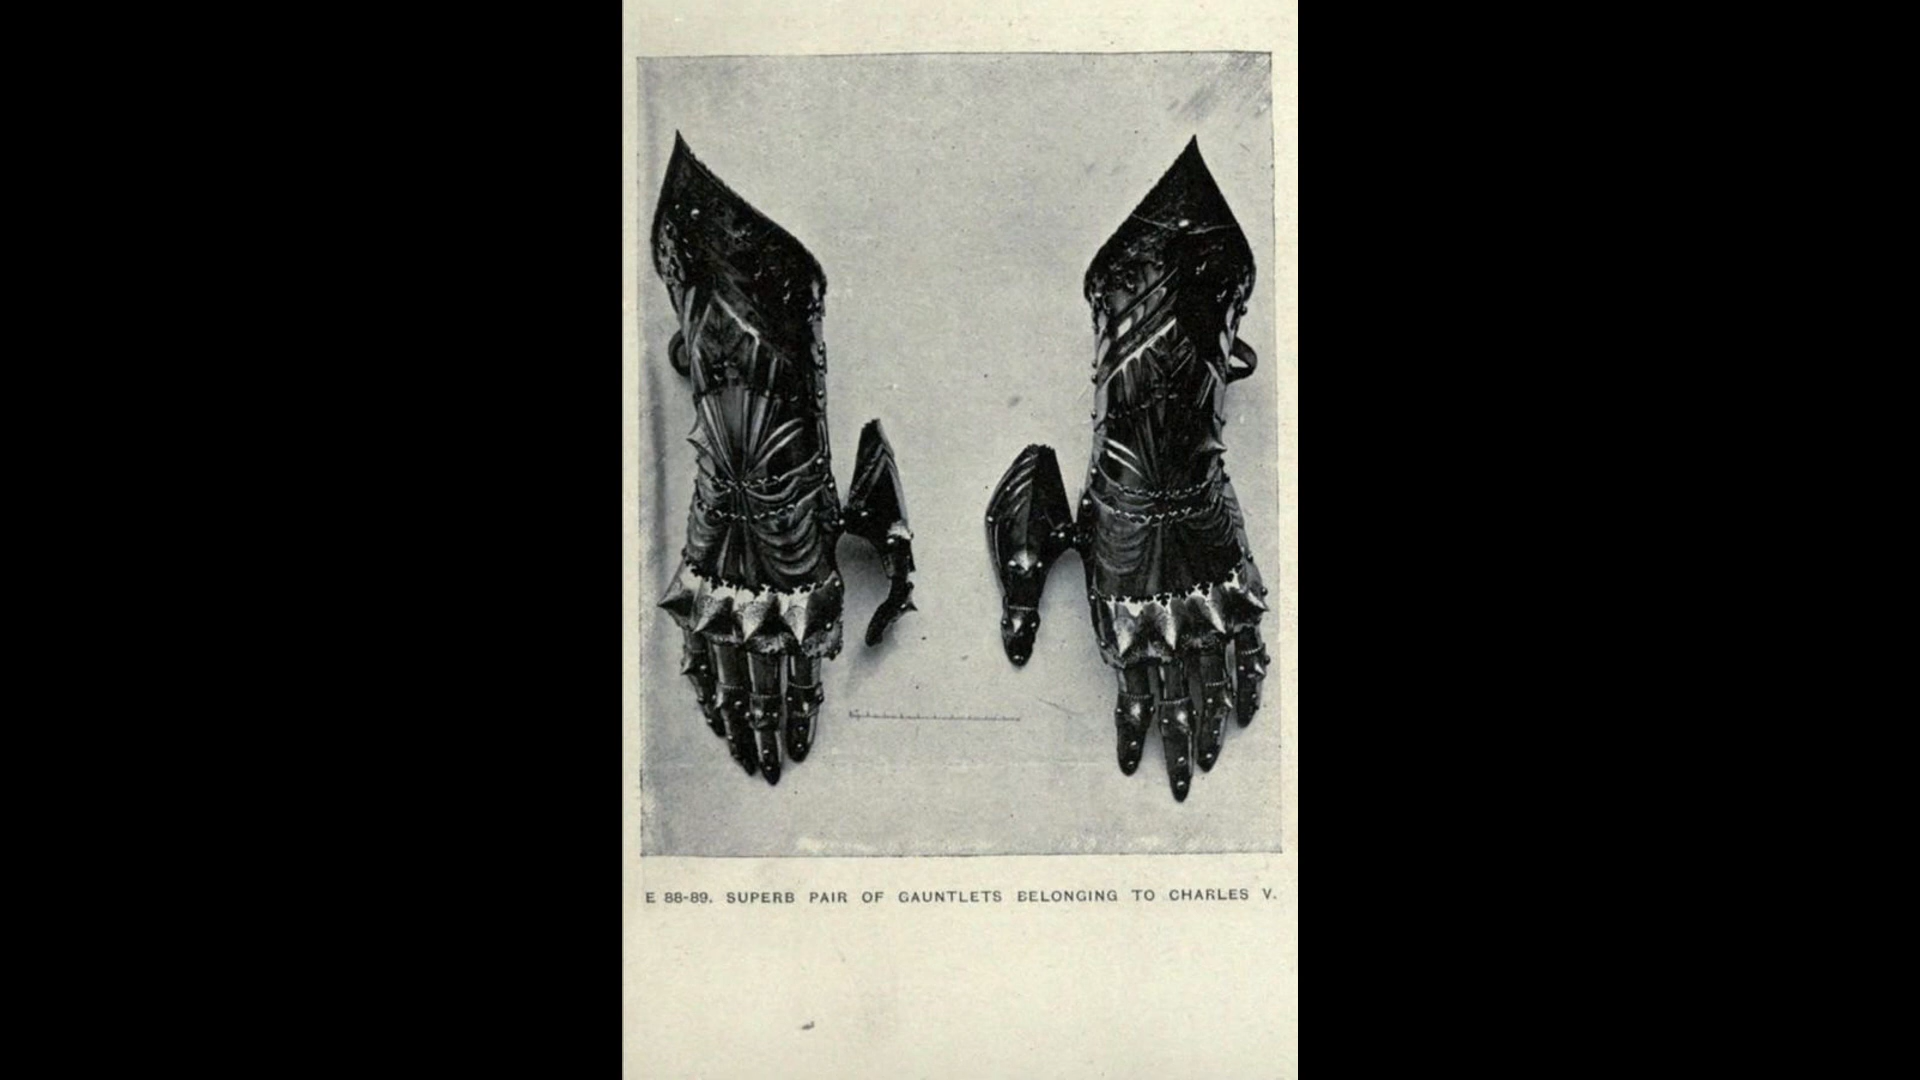 E 88-89. SUPERB PAIR OF GAUNTLETS BELONGING TO CHARLES V.